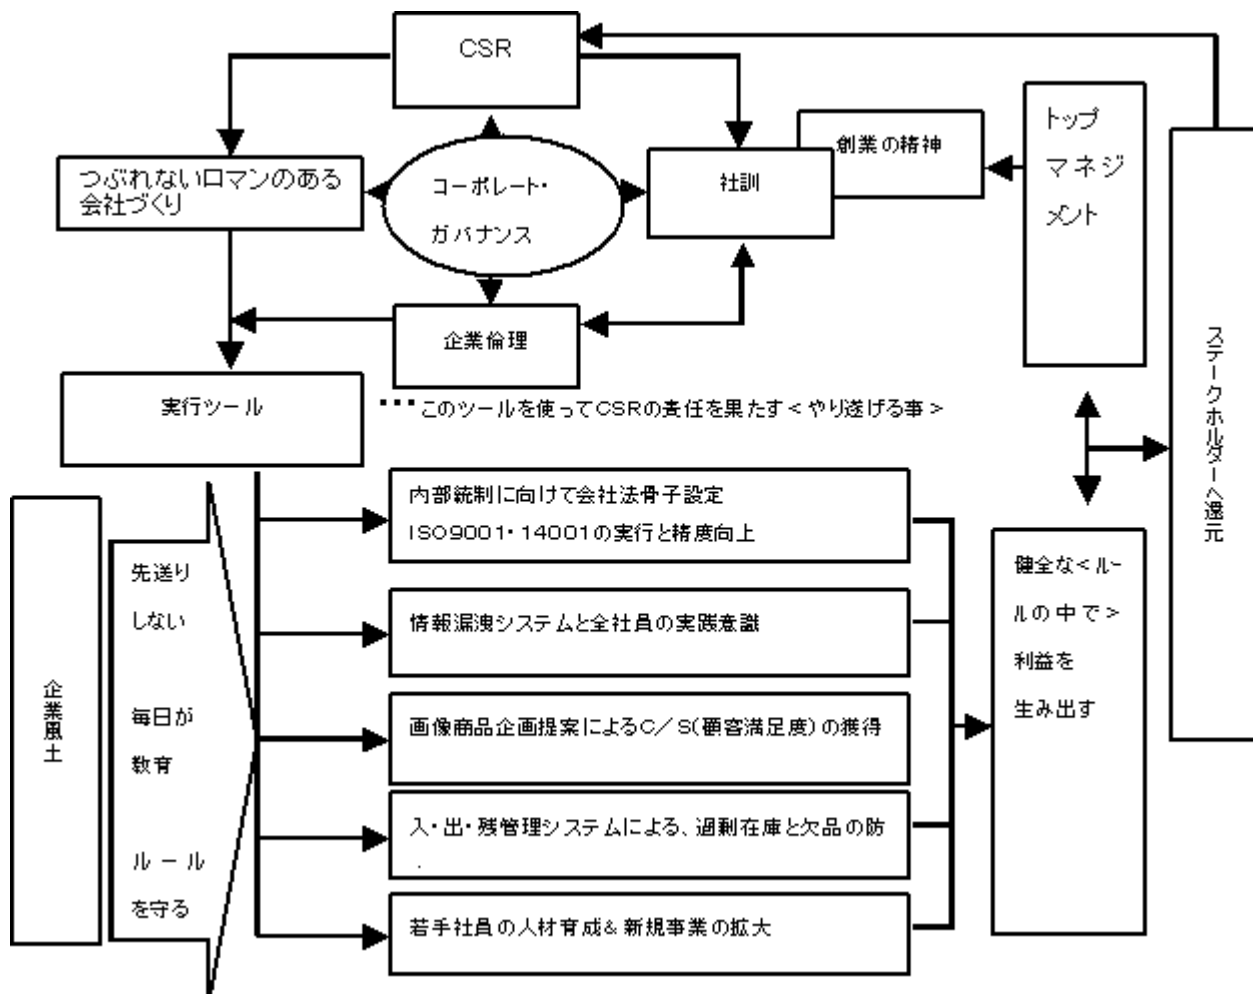 CSR
つぶれないロマンのある
会社づくり
コーポレート・
ガバナンス
社訓
創業の精神
トップ
マネジ
メント
企業倫理
実行ツール
・・・このツールを使ってCSRの責任を果たす＜やり遂げる事＞
ステークホルダーへ還元
企業風土
先送り
しない
毎日が
教育
ルール
を守る
内部統制に向けて会社法骨子設定
ISO9001・14001の実行と精度向上
情報漏洩システムと全社員の実践意識
画像商品企画提案によるC／S(顧客満足度)の獲得
入・出・残管理システムによる、過剰在庫と欠品の防
若手社員の人材育成＆新規事業の拡大
健全な＜ルー
ルの中で＞
利益を
生み出す